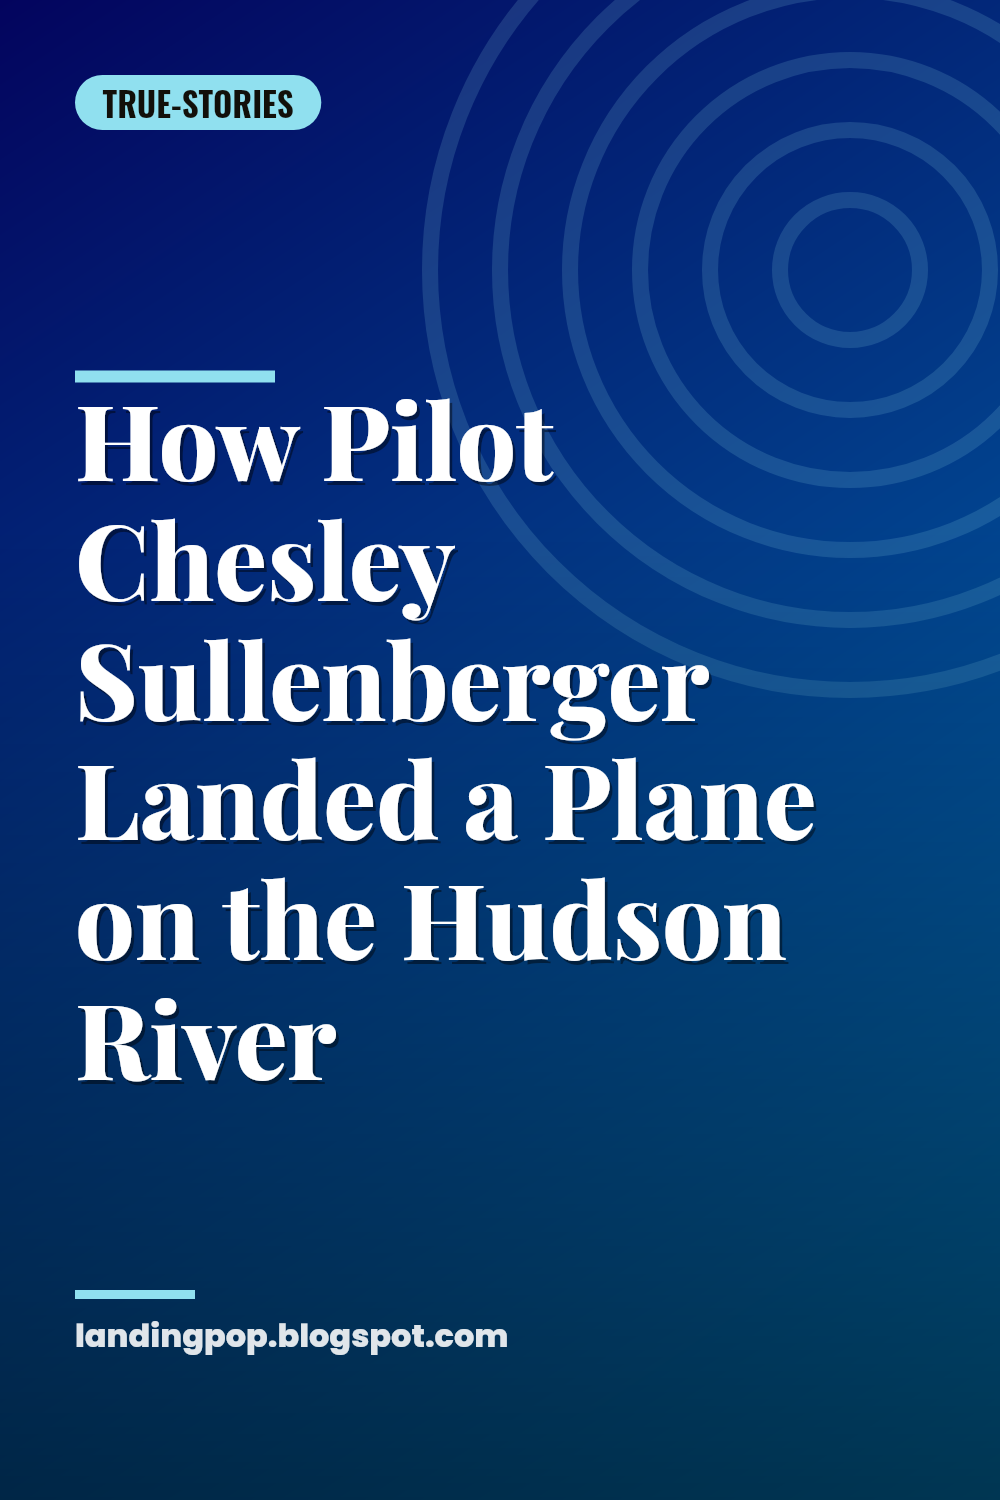 TRUE-STORIES
How Pilot
Chesley
Sullenberger
Landed a Plane
on the Hudson
River
landingpop.blogspot.com